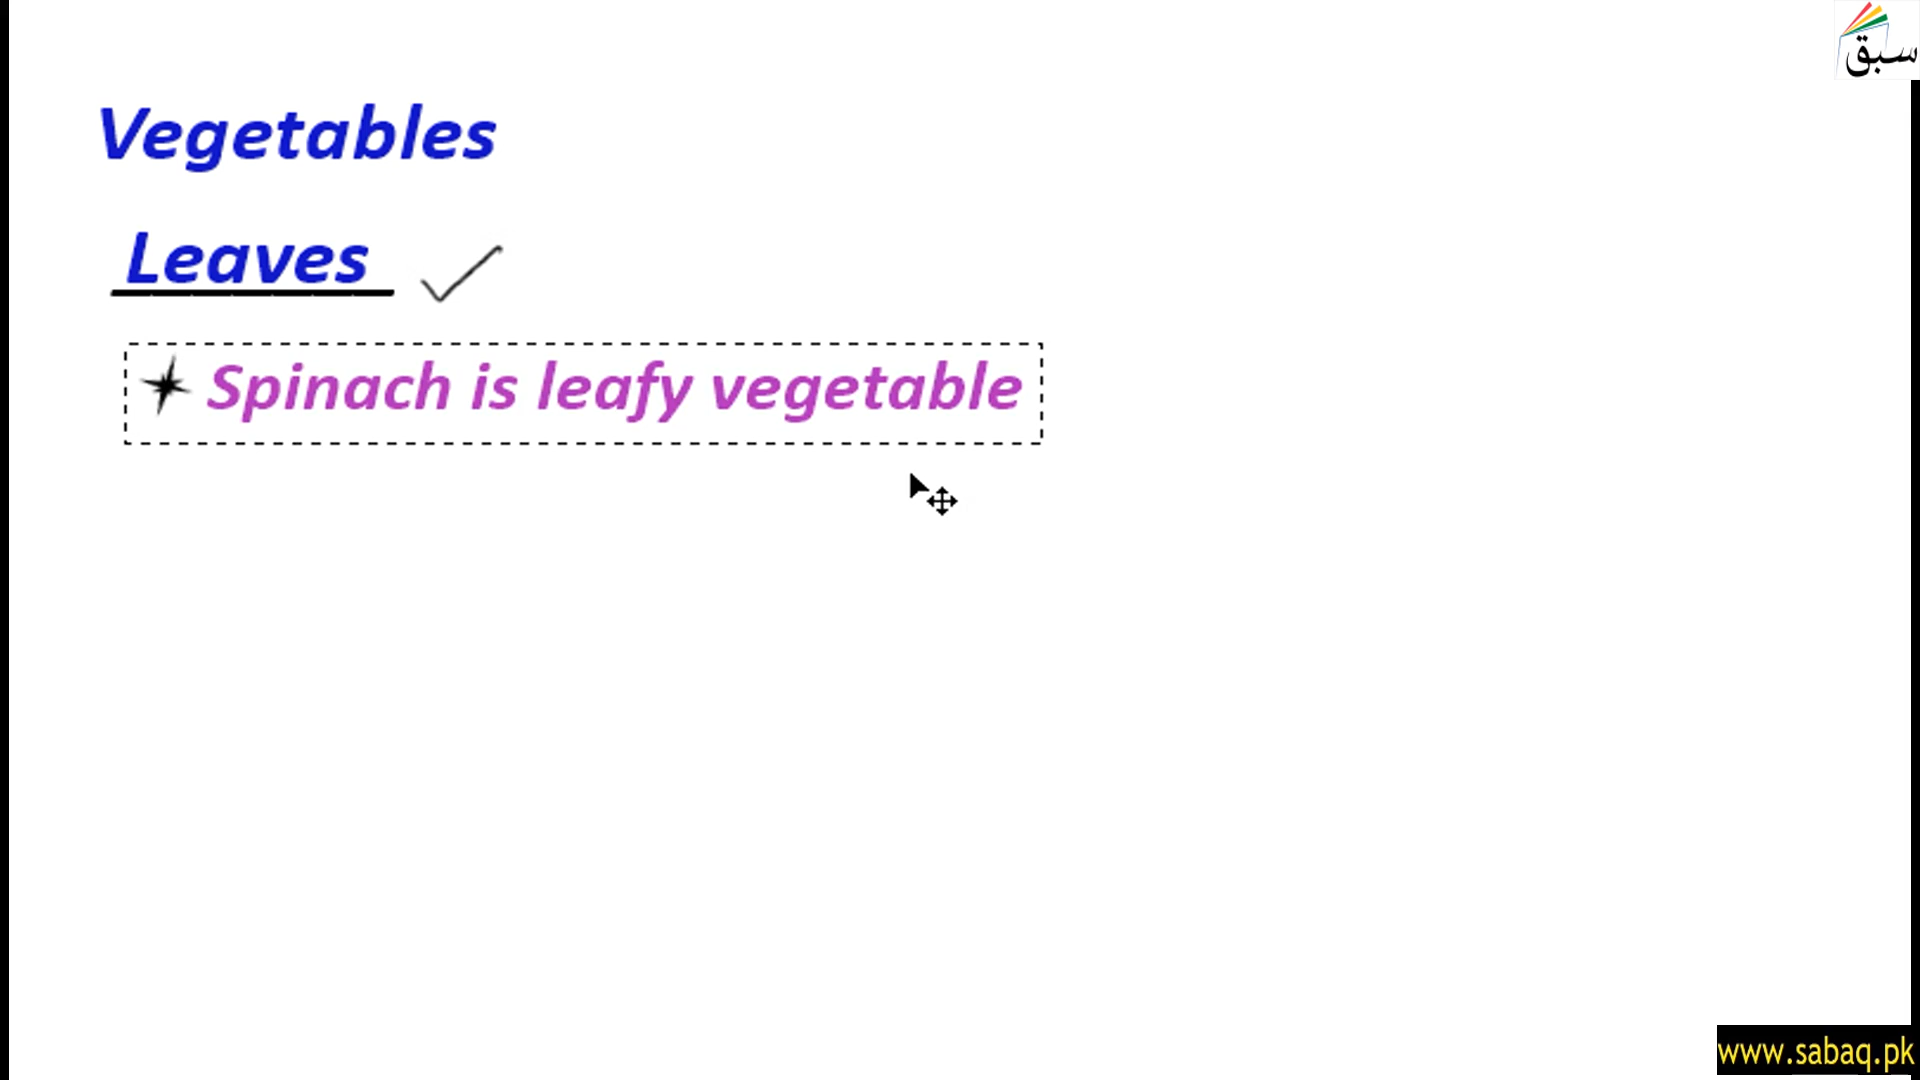 سبق
Vegetables
Leaves
Spinach is leafy vegetable
www.sabaq.pk